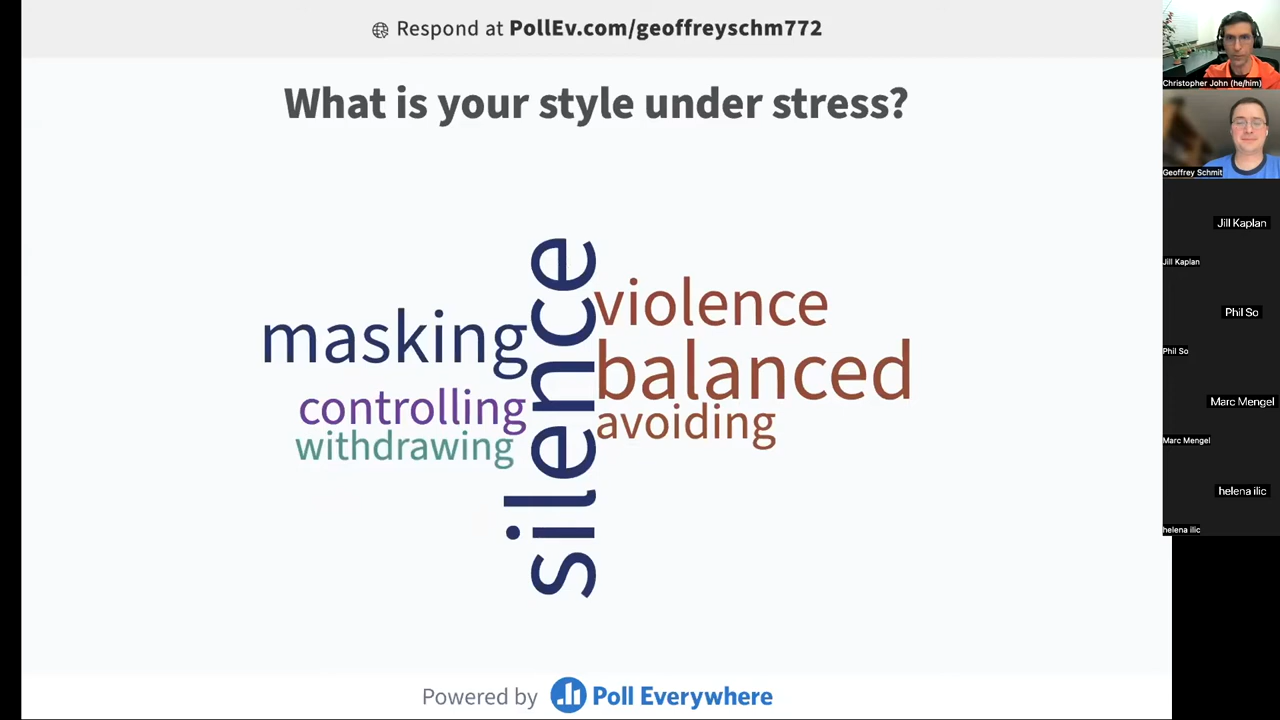 Respond at PollEv.com/geoffreyschm772
What is your style under stress?
silence
violence
masking
balanced
controlling
avoiding
withdrawing
Powered by Poll Everywhere
Christopher John (he/him)
Geoffrey Schmit
Jill Kaplan
Jill Kaplan
Phil So
Phil So
Marc Mengel
Marc Mengel
helena ilic
helena ilic